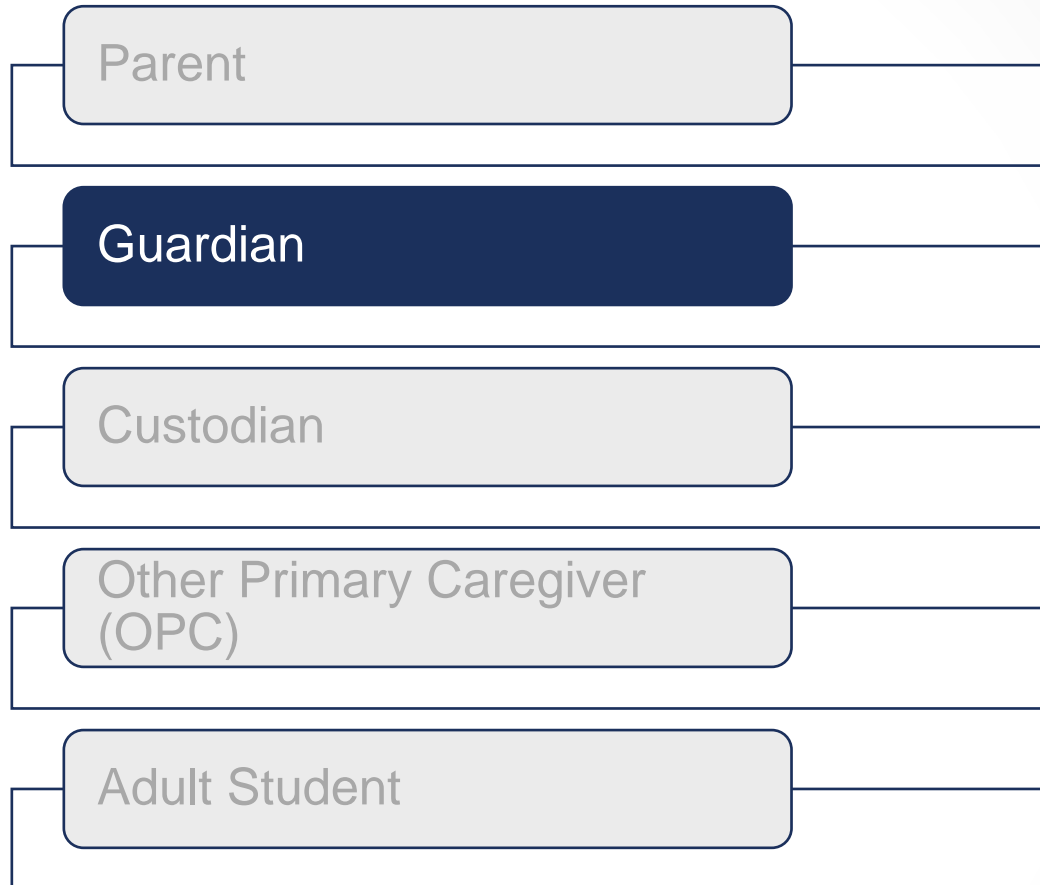 Parent
Guardian
Custodian
Other Primary Caregiver
(OPC)
Adult Student